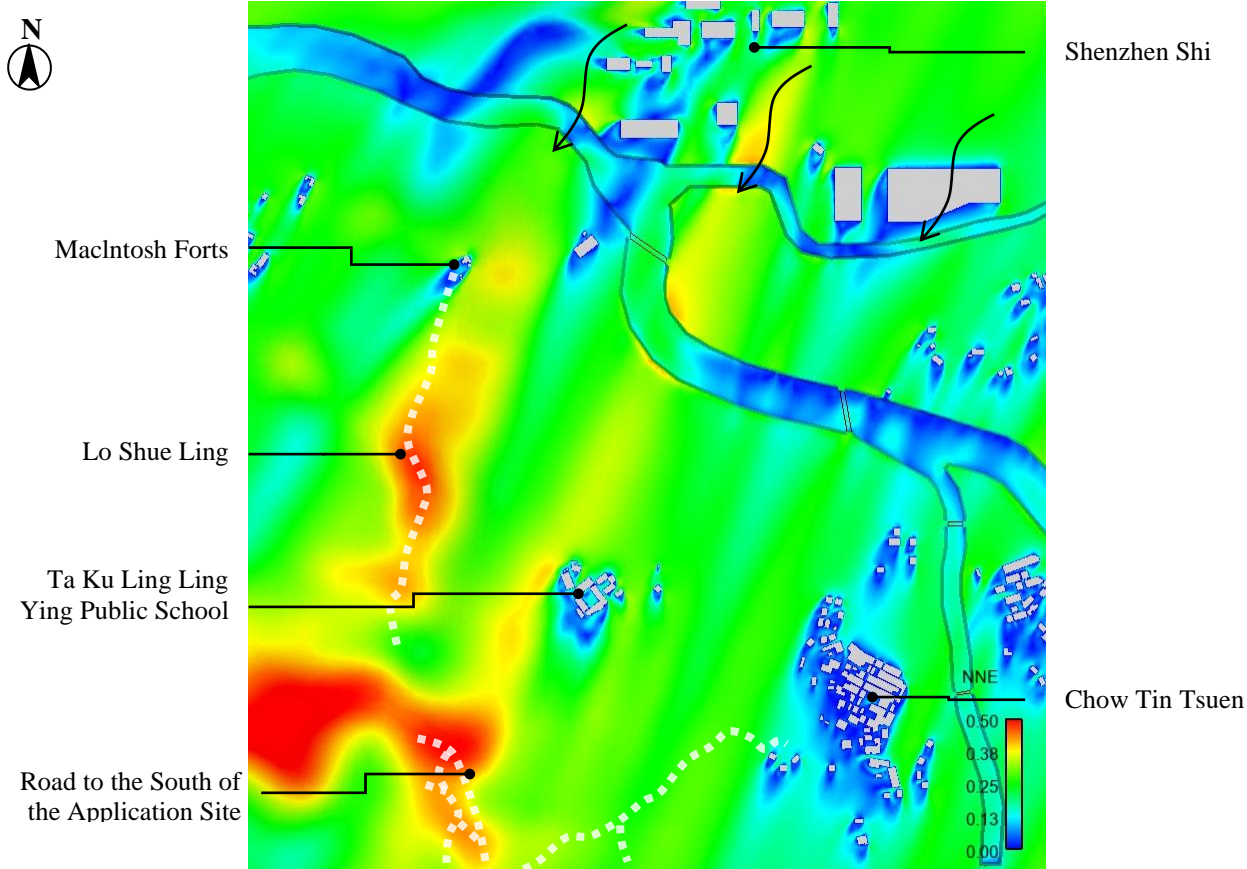 N
Shenzhen Shi
MacIntosh Forts
Lo Shue Ling
Ta Ku Ling Ling
Ying Public School
NNE
Chow Tin Tsuen
0.50
0.38
0.25
0.13
0.00
Road to the South of
the Application Site